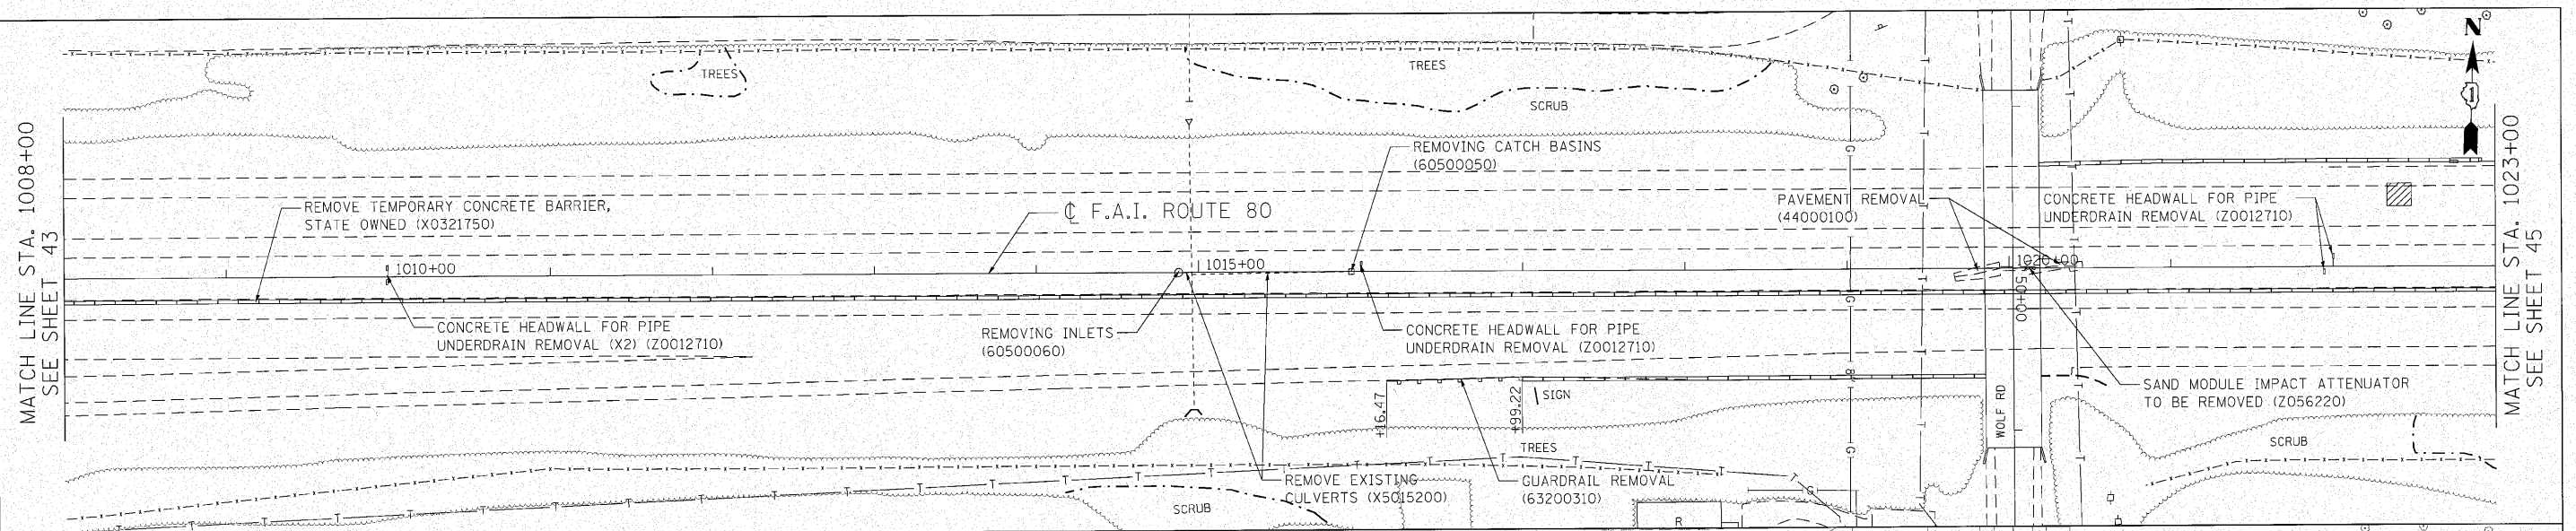 MATCH LINE STA. 1008+00
SEE SHEET 43
TREES
TREES
SCRUB
N
1
REMOVING CATCH BASINS
(60500050)
REMOVE TEMPORARY CONCRETE BARRIER,
STATE OWNED (X0321750)
℄ F.A.I. ROUTE 80
PAVEMENT REMOVAL
(44000100)
CONCRETE HEADWALL FOR PIPE
UNDERDRAIN REMOVAL (Z0012710)
1010+00
1015+00
1020+00
50+00
CONCRETE HEADWALL FOR PIPE
UNDERDRAIN REMOVAL (X2) (Z0012710)
REMOVING INLETS
(60500060)
CONCRETE HEADWALL FOR PIPE
UNDERDRAIN REMOVAL (Z0012710)
+16.47
+99.22
SIGN
WOLF RD
SAND MODULE IMPACT ATTENUATOR
TO BE REMOVED (Z056220)
TREES
SCRUB
REMOVE EXISTING
CULVERTS (X5015200)
GUARDRAIL REMOVAL
(63200310)
SCRUB
R
MATCH LINE STA. 1023+00
SEE SHEET 45